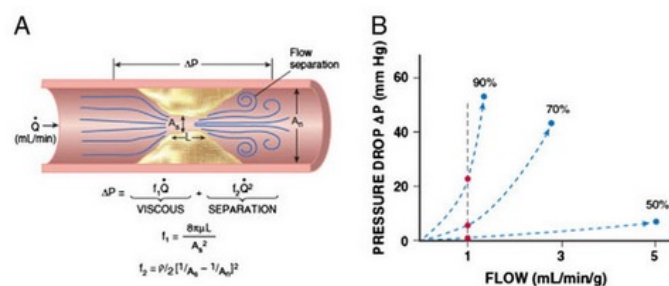 A
Flow
separation
ΔP
Q̇
(mL/min)
Aₛ
L
Aₙ
ΔP = f₁Q̇ + f₂Q̇²
VISCOUS SEPARATION
f₁ = 8πμL / Aₛ²
f₂ = ρ/2 [1/Aₛ − 1/Aₙ]²
B
PRESSURE DROP ΔP (mm Hg)
60
40
20
0
90%
70%
50%
1 3 5
FLOW (mL/min/g)